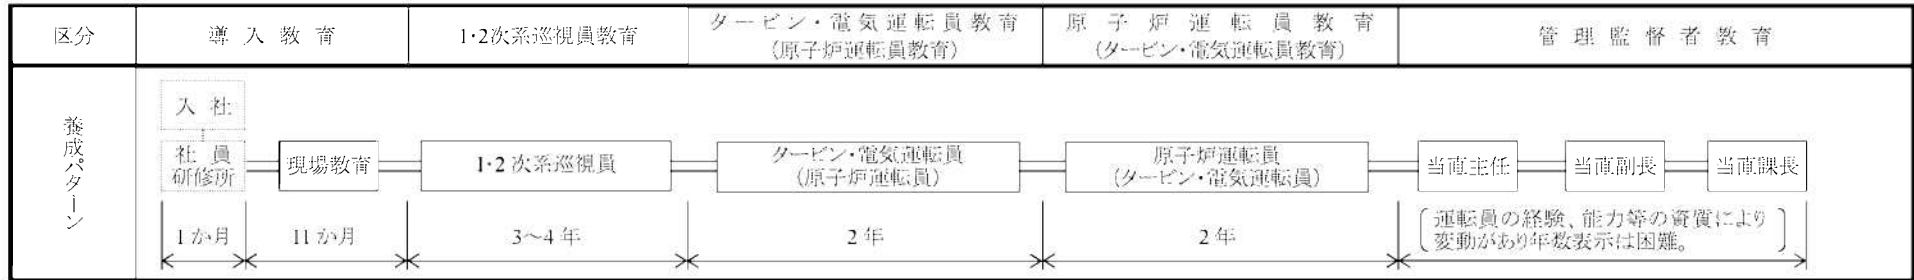 区分
導入教育
1・2次系巡視員教育
タービン・電気運転員教育
(原子炉運転員教育)
原子炉運転員教育
(タービン・電気運転員教育)
管理監督者教育
養成パターン
入社
社員
研修所
現場教育
1・2次系巡視員
タービン・電気運転員
(原子炉運転員)
原子炉運転員
(タービン・電気運転員)
当直主任
当直副長
当直課長
1か月
11か月
3～4年
2年
2年
運転員の経験、能力等の資質により
変動があり年数表示は困難。